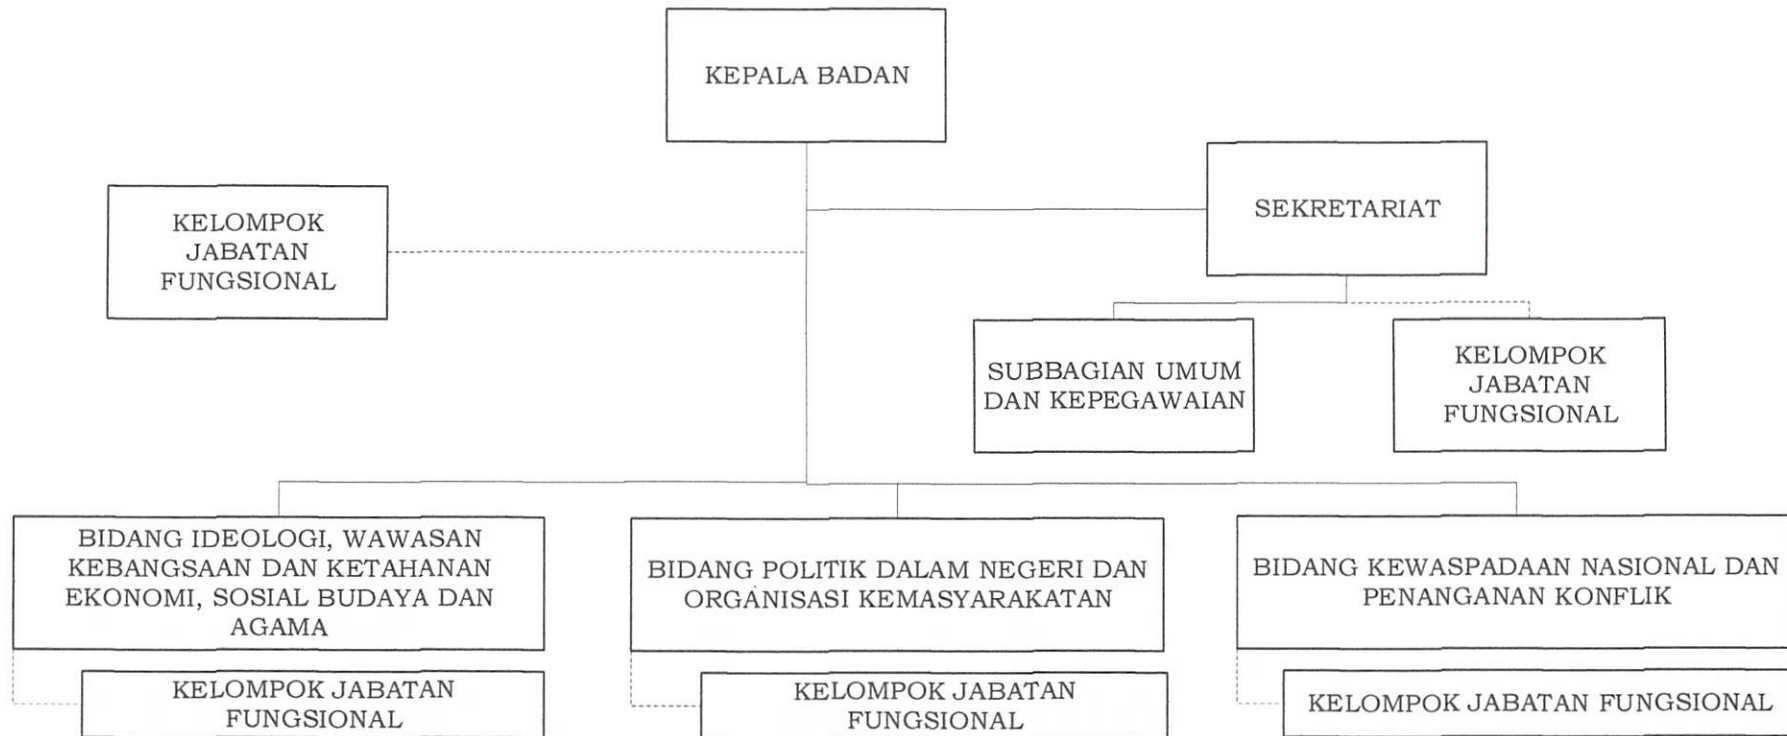 KEPALA BADAN
SEKRETARIAT
KELOMPOK
JABATAN
FUNGSIONAL
SUBBAGIAN UMUM
DAN KEPEGAWAIAN
KELOMPOK
JABATAN
FUNGSIONAL
BIDANG IDEOLOGI, WAWASAN
KEBANGSAAN DAN KETAHANAN
EKONOMI, SOSIAL BUDAYA DAN
AGAMA
BIDANG POLITIK DALAM NEGERI DAN
ORGANISASI KEMASYARAKATAN
BIDANG KEWASPADAAN NASIONAL DAN
PENANGANAN KONFLIK
KELOMPOK JABATAN
FUNGSIONAL
KELOMPOK JABATAN
FUNGSIONAL
KELOMPOK JABATAN FUNGSIONAL